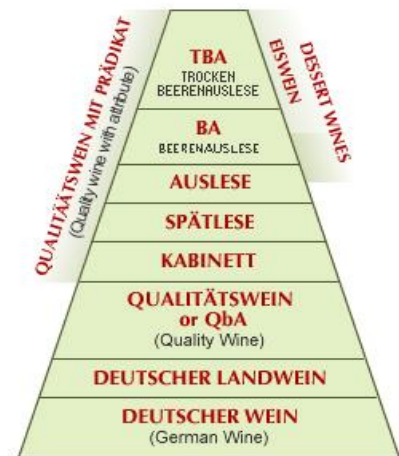 QUALITÄÄTSWEIN MIT PRÄDIKAT
(Quality wine with attribute)
TBA
TROCKEN
BEERENAUSLESE
EISWEIN
DESSERT WINES
BA
BEERENAUSLESE
AUSLESE
SPÄTLESE
KABINETT
QUALITÄTSWEIN
or QbA
(Quality Wine)
DEUTSCHER LANDWEIN
DEUTSCHER WEIN
(German Wine)